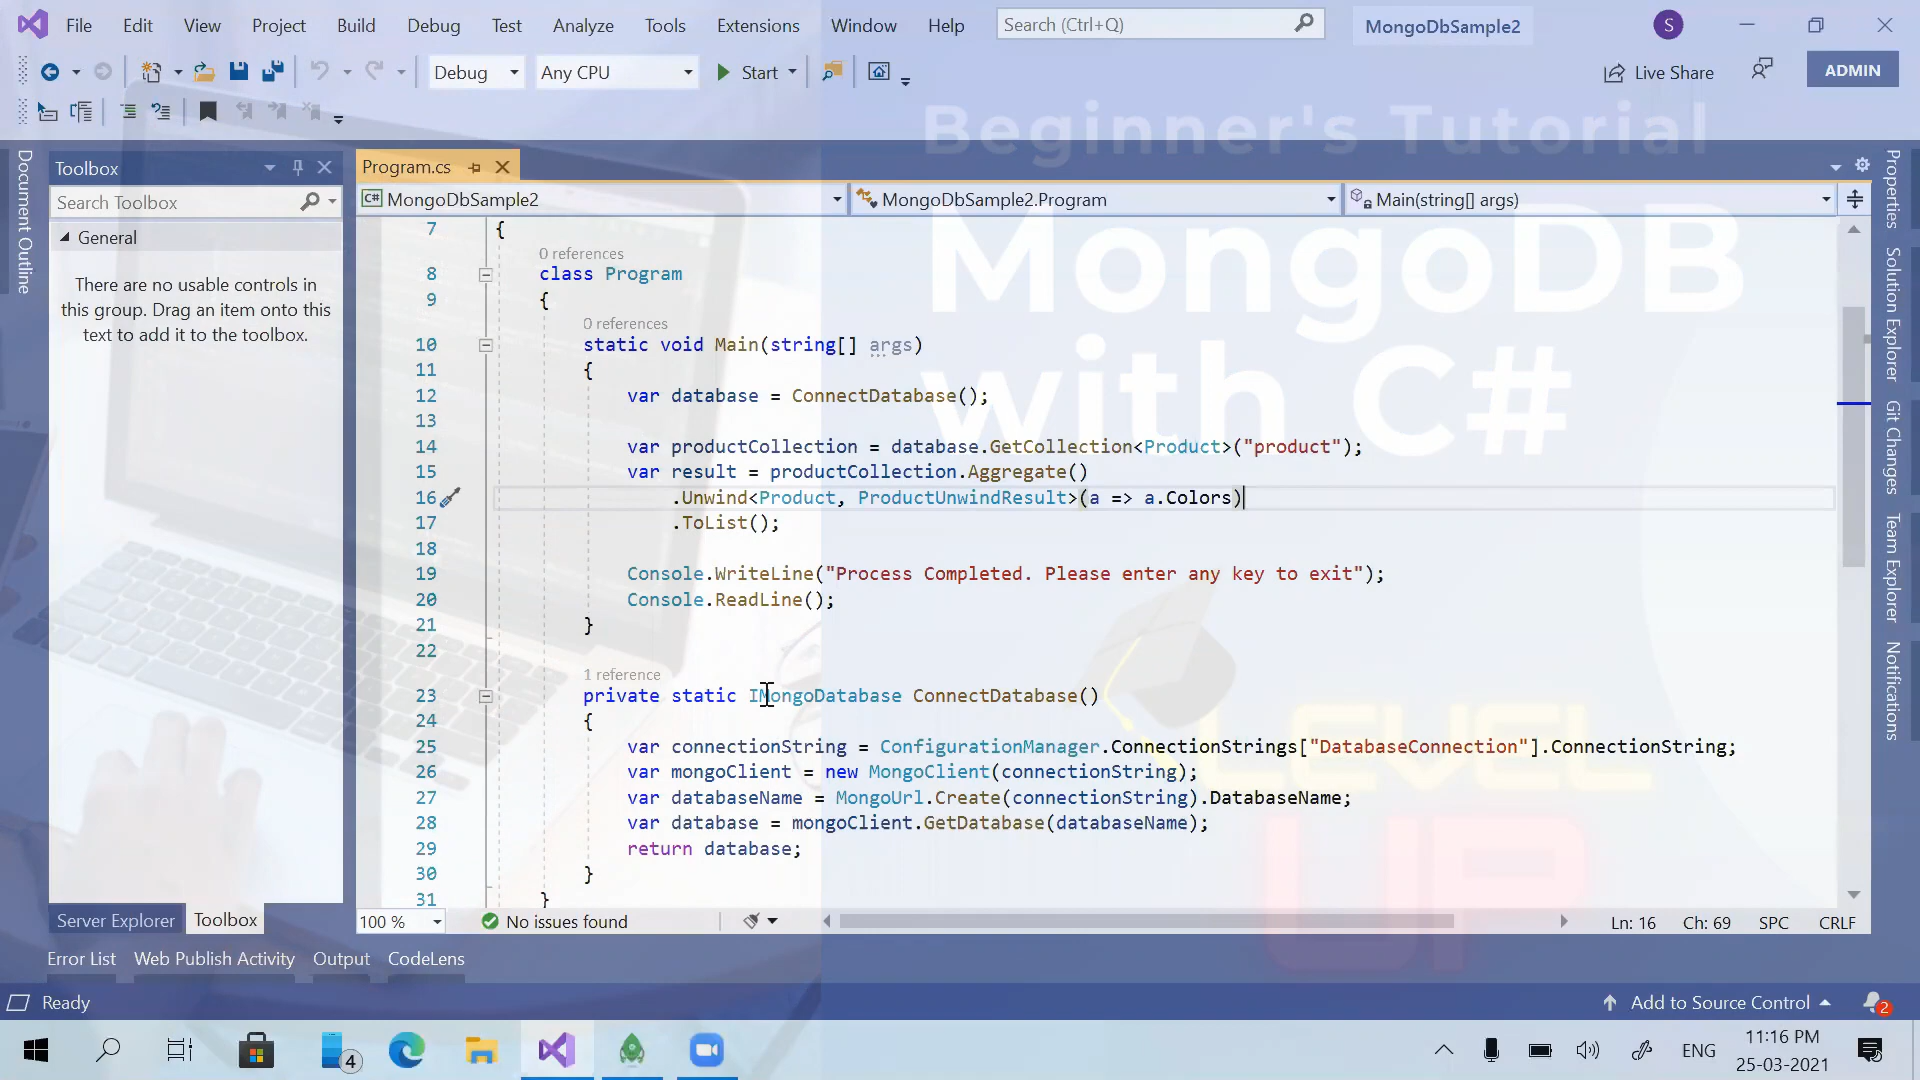 File Edit View Project Build Debug Test Analyze Tools Extensions Window Help Search (Ctrl+Q) MongoDbSample2 S
Debug Any CPU Start Live Share ADMIN
Beginner's Tutorial
MongoDB
with C#
LEVEL
UP
Document Outline
Toolbox
Search Toolbox
General
There are no usable controls in
this group. Drag an item onto this
text to add it to the toolbox.
Server Explorer Toolbox
Program.cs
C# MongoDbSample2 MongoDbSample2.Program Main(string[] args)
7 {
0 references
8 class Program
9 {
0 references
10 static void Main(string[] args)
11 {
12 var database = ConnectDatabase();
13
14 var productCollection = database.GetCollection<Product>("product");
15 var result = productCollection.Aggregate()
16 .Unwind<Product, ProductUnwindResult>(a => a.Colors)
17 .ToList();
18
19 Console.WriteLine("Process Completed. Please enter any key to exit");
20 Console.ReadLine();
21 }
22
1 reference
23 private static IMongoDatabase ConnectDatabase()
24 {
25 var connectionString = ConfigurationManager.ConnectionStrings["DatabaseConnection"].ConnectionString;
26 var mongoClient = new MongoClient(connectionString);
27 var databaseName = MongoUrl.Create(connectionString).DatabaseName;
28 var database = mongoClient.GetDatabase(databaseName);
29 return database;
30 }
31 }
100 % No issues found Ln: 16 Ch: 69 SPC CRLF
Properties
Solution Explorer
Git Changes
Team Explorer
Notifications
Error List Web Publish Activity Output CodeLens
Ready Add to Source Control 2
4 ENG 11:16 PM
25-03-2021